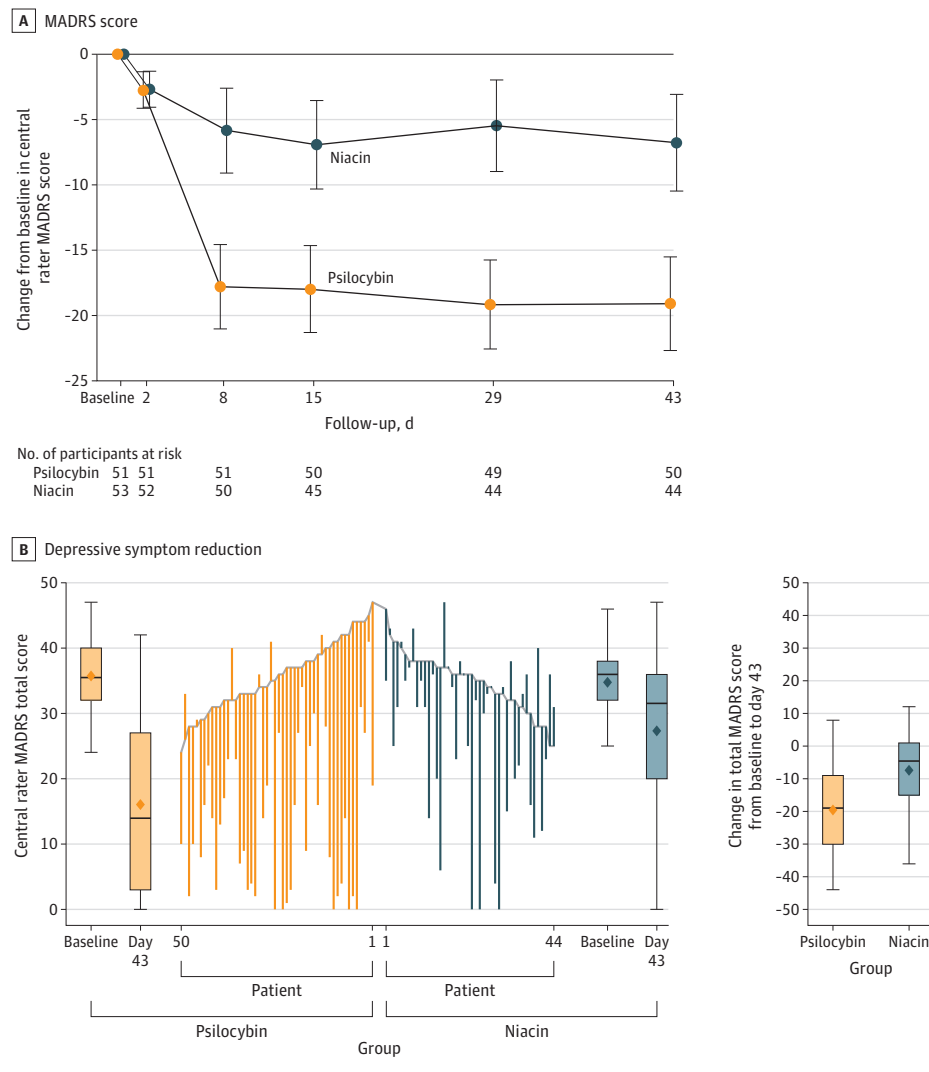 A MADRS score
Change from baseline in central
rater MADRS score
0
-5
-10
-15
-20
-25
Niacin
Psilocybin
Baseline 2 8 15 29 43
Follow-up, d
No. of participants at risk
Psilocybin 51 51 51 50 49 50
Niacin 53 52 50 45 44 44
B Depressive symptom reduction
Central rater MADRS total score
50
40
30
20
10
0
Baseline Day 50 1 1 44 Baseline Day
43 43
Patient Patient
Psilocybin Niacin
Group
Change in total MADRS score
from baseline to day 43
50
40
30
20
10
0
-10
-20
-30
-40
-50
Psilocybin Niacin
Group